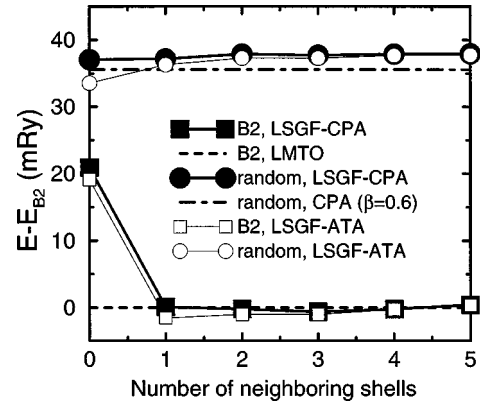 E-E_B2 (mRy)
40
30
20
10
0
B2, LSGF-CPA
B2, LMTO
random, LSGF-CPA
random, CPA (β=0.6)
B2, LSGF-ATA
random, LSGF-ATA
0 1 2 3 4 5
Number of neighboring shells